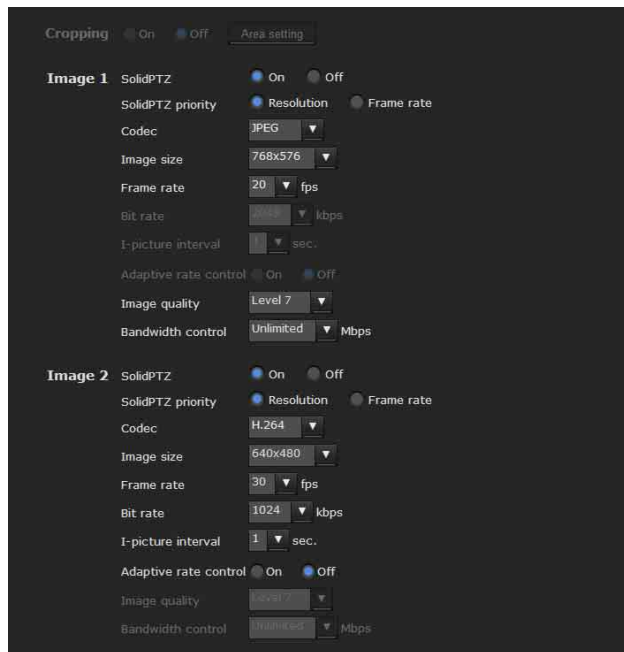 Cropping On Off Area setting
Image 1 SolidPTZ On Off
SolidPTZ priority Resolution Frame rate
Codec JPEG
Image size 768x576
Frame rate 20 fps
Bit rate 2048 kbps
I-picture interval 1 sec.
Adaptive rate control On Off
Image quality Level 7
Bandwidth control Unlimited Mbps
Image 2 SolidPTZ On Off
SolidPTZ priority Resolution Frame rate
Codec H.264
Image size 640x480
Frame rate 30 fps
Bit rate 1024 kbps
I-picture interval 1 sec.
Adaptive rate control On Off
Image quality Level 7
Bandwidth control Unlimited Mbps